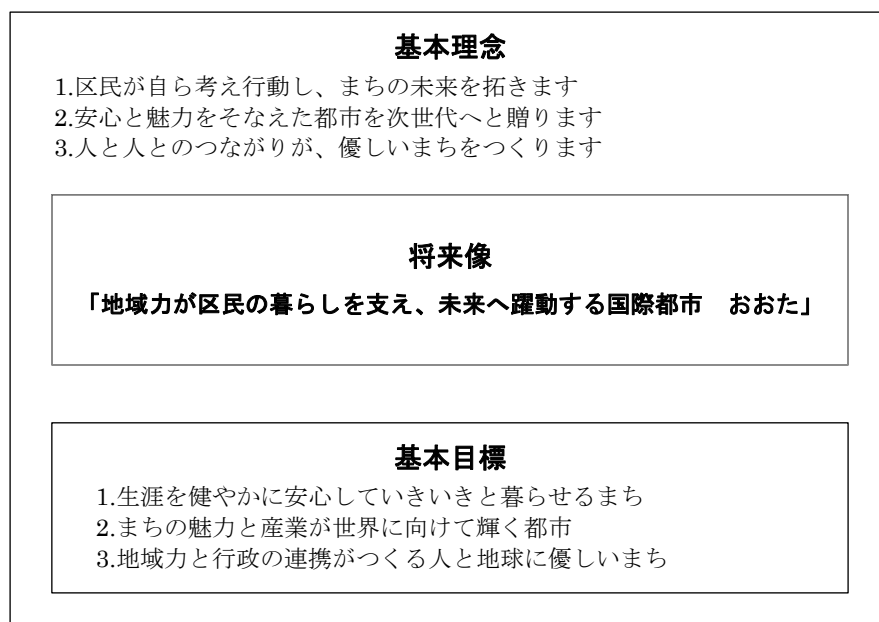 基本理念
1.区民が自ら考え行動し、まちの未来を拓きます
2.安心と魅力をそなえた都市を次世代へと贈ります
3.人と人とのつながりが、優しいまちをつくります
将来像
「地域力が区民の暮らしを支え、未来へ躍動する国際都市　おおた」
基本目標
1.生涯を健やかに安心していきいきと暮らせるまち
2.まちの魅力と産業が世界に向けて輝く都市
3.地域力と行政の連携がつくる人と地球に優しいまち